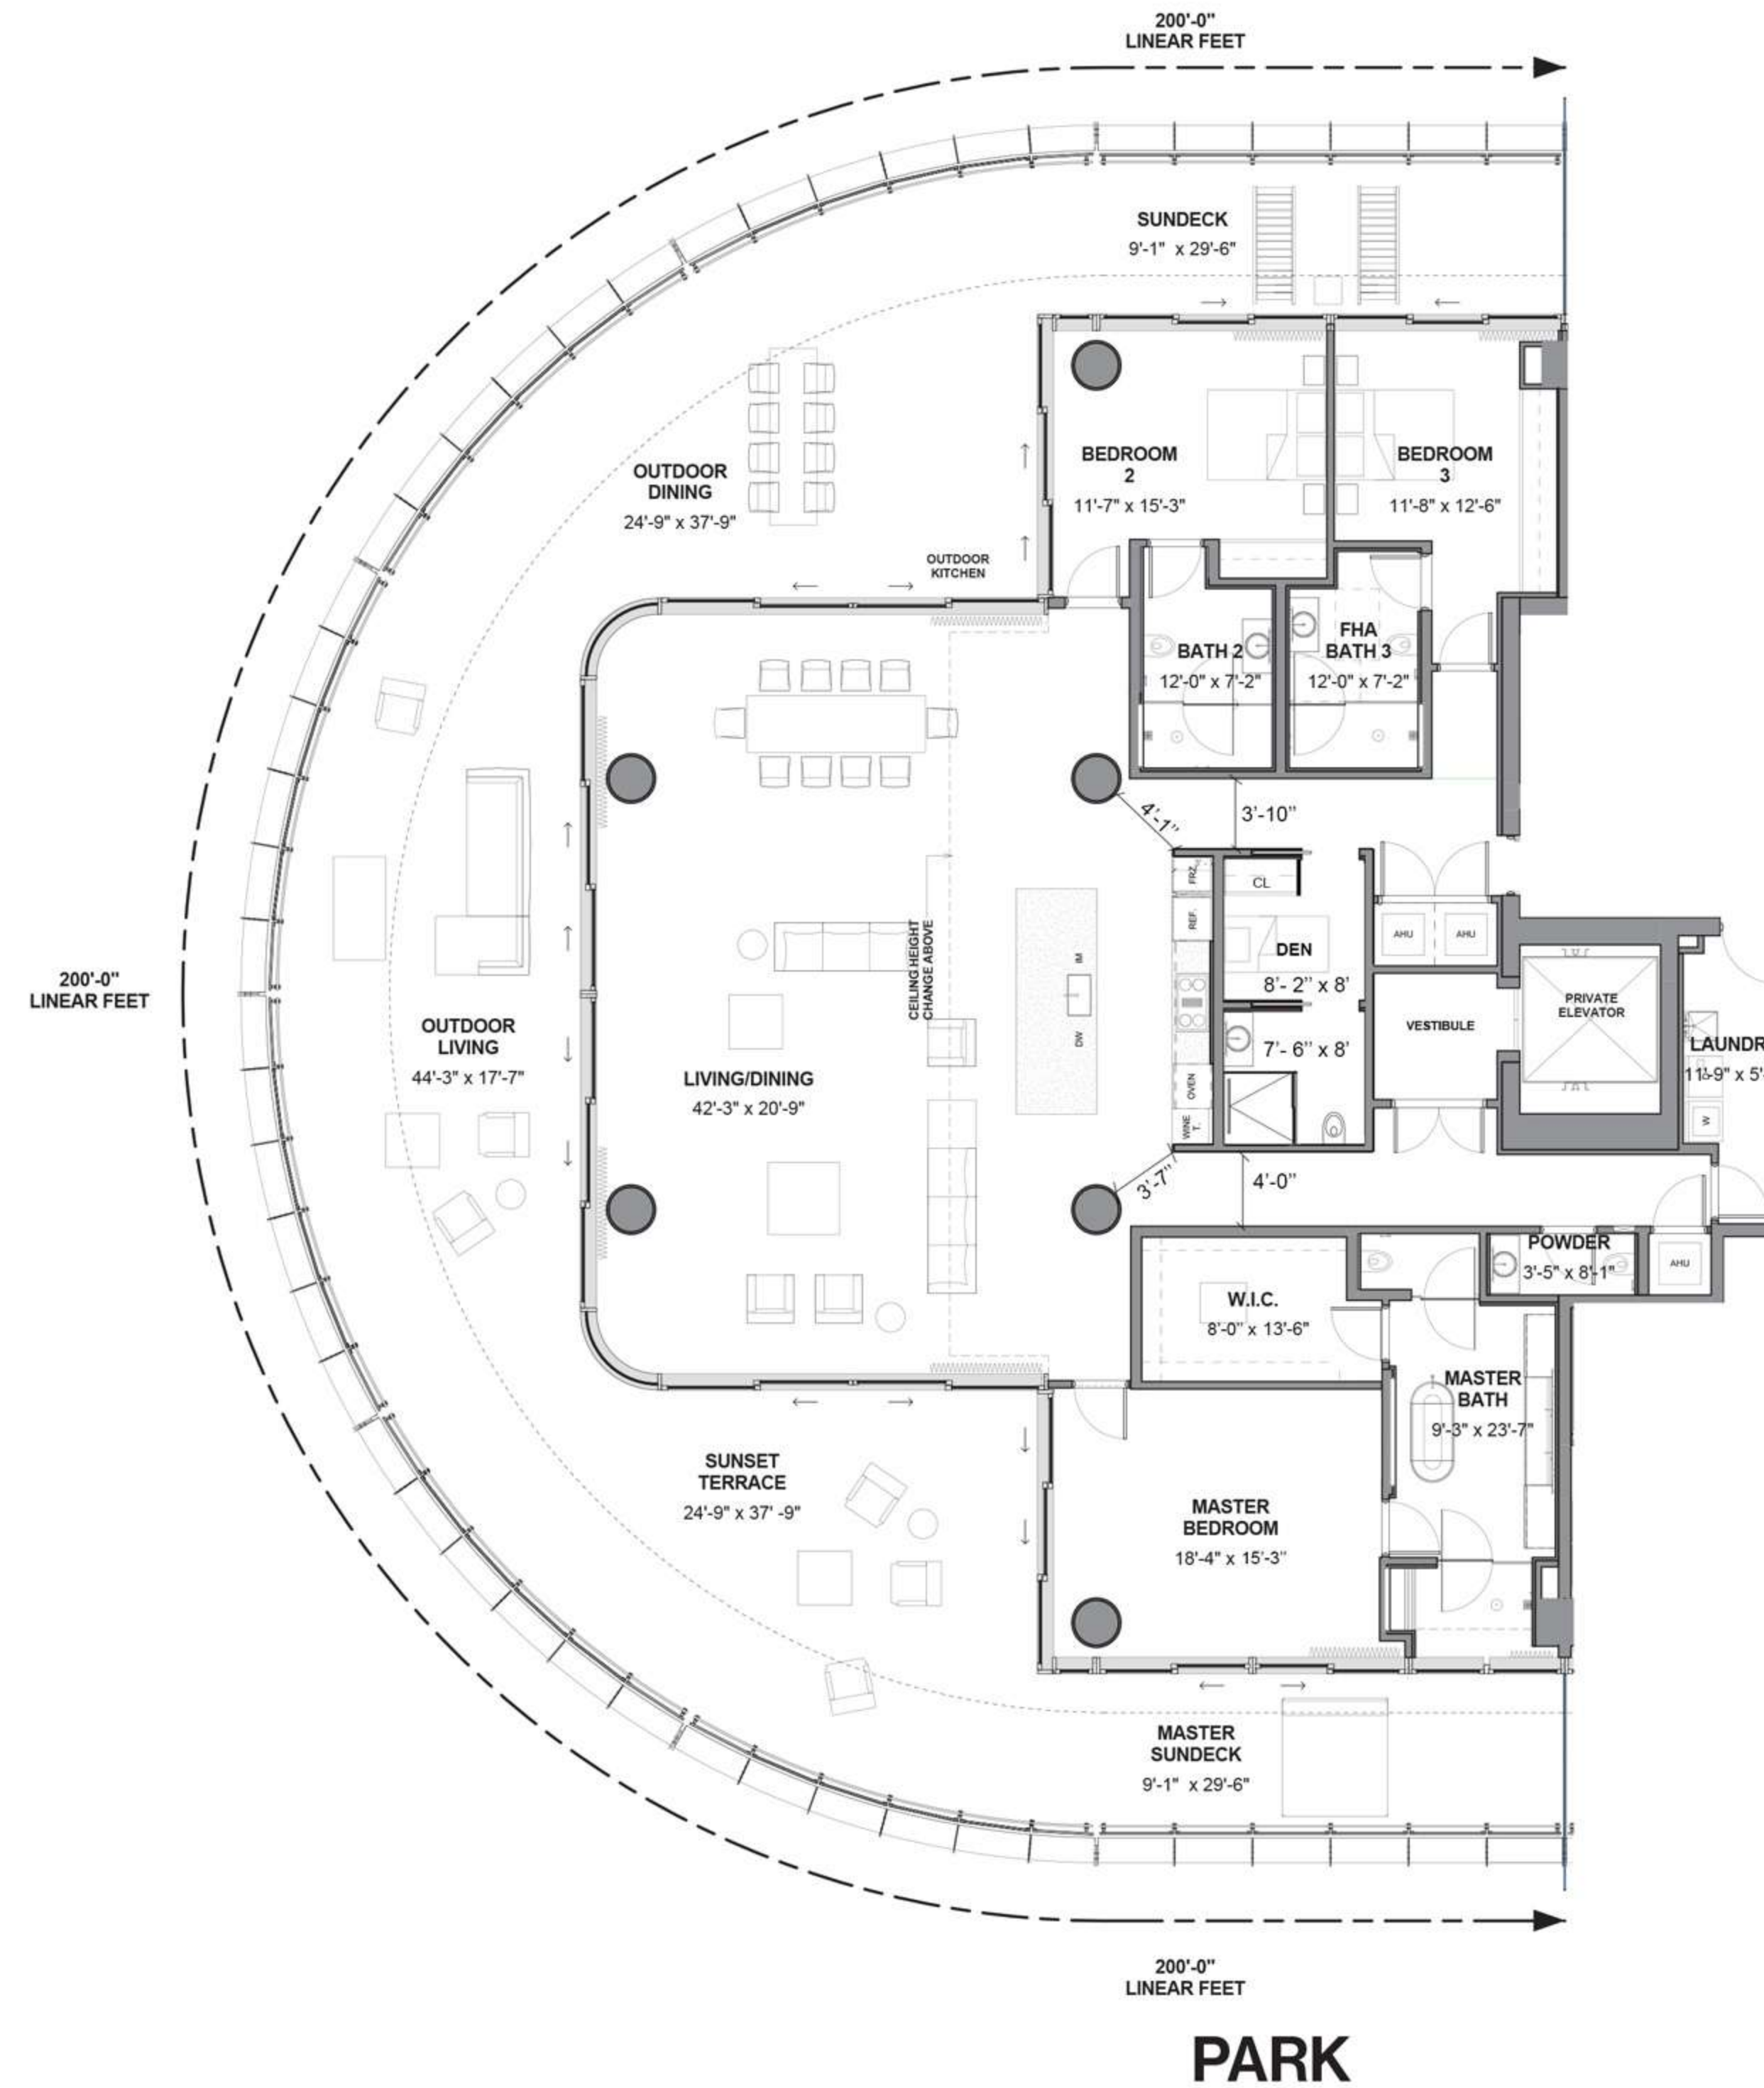 200'-0"
LINEAR FEET
SUNDECK
9'-1" x 29'-6"
BEDROOM
2
11'-7" x 15'-3"
BEDROOM
3
11'-8" x 12'-6"
OUTDOOR
DINING
24'-9" x 37'-9"
OUTDOOR
KITCHEN
BATH 2
12'-0" x 7'-2"
FHA
BATH 3
12'-0" x 7'-2"
4'-1"
3'-10"
FRZ.
REF.
CL
DEN
8'- 2" x 8'
AHU
AHU
CEILING HEIGHT
CHANGE ABOVE
IM
DW
200'-0"
LINEAR FEET
OUTDOOR
LIVING
44'-3" x 17'-7"
LIVING/DINING
42'-3" x 20'-9"
7'- 6" x 8'
OVEN
WINE
T.
VESTIBULE
PRIVATE
ELEVATOR
LAUNDR
11'-9" x 5'-
W
3'-7"
4'-0"
POWDER
3'-5" x 8'-1"
AHU
W.I.C.
8'-0" x 13'-6"
MASTER
BATH
9'-3" x 23'-7"
SUNSET
TERRACE
24'-9" x 37' -9"
MASTER
BEDROOM
18'-4" x 15'-3"
MASTER
SUNDECK
9'-1" x 29'-6"
200'-0"
LINEAR FEET
PARK